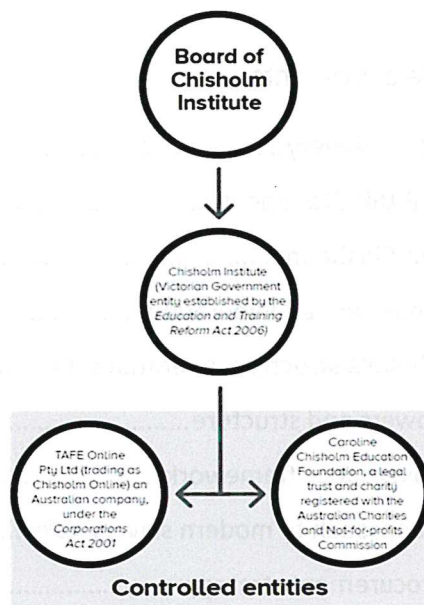 Board of
Chisholm
Institute
Chisholm Institute
(Victorian Government
entity established by the
Education and Training
Reform Act 2006)
TAFE Online
Pty Ltd (trading as
Chisholm Online) an
Australian company,
under the
Corporations
Act 2001
Caroline
Chisholm Education
Foundation, a legal
trust and charity
registered with the
Australian Charities
and Not-for-profits
Commission
Controlled entities